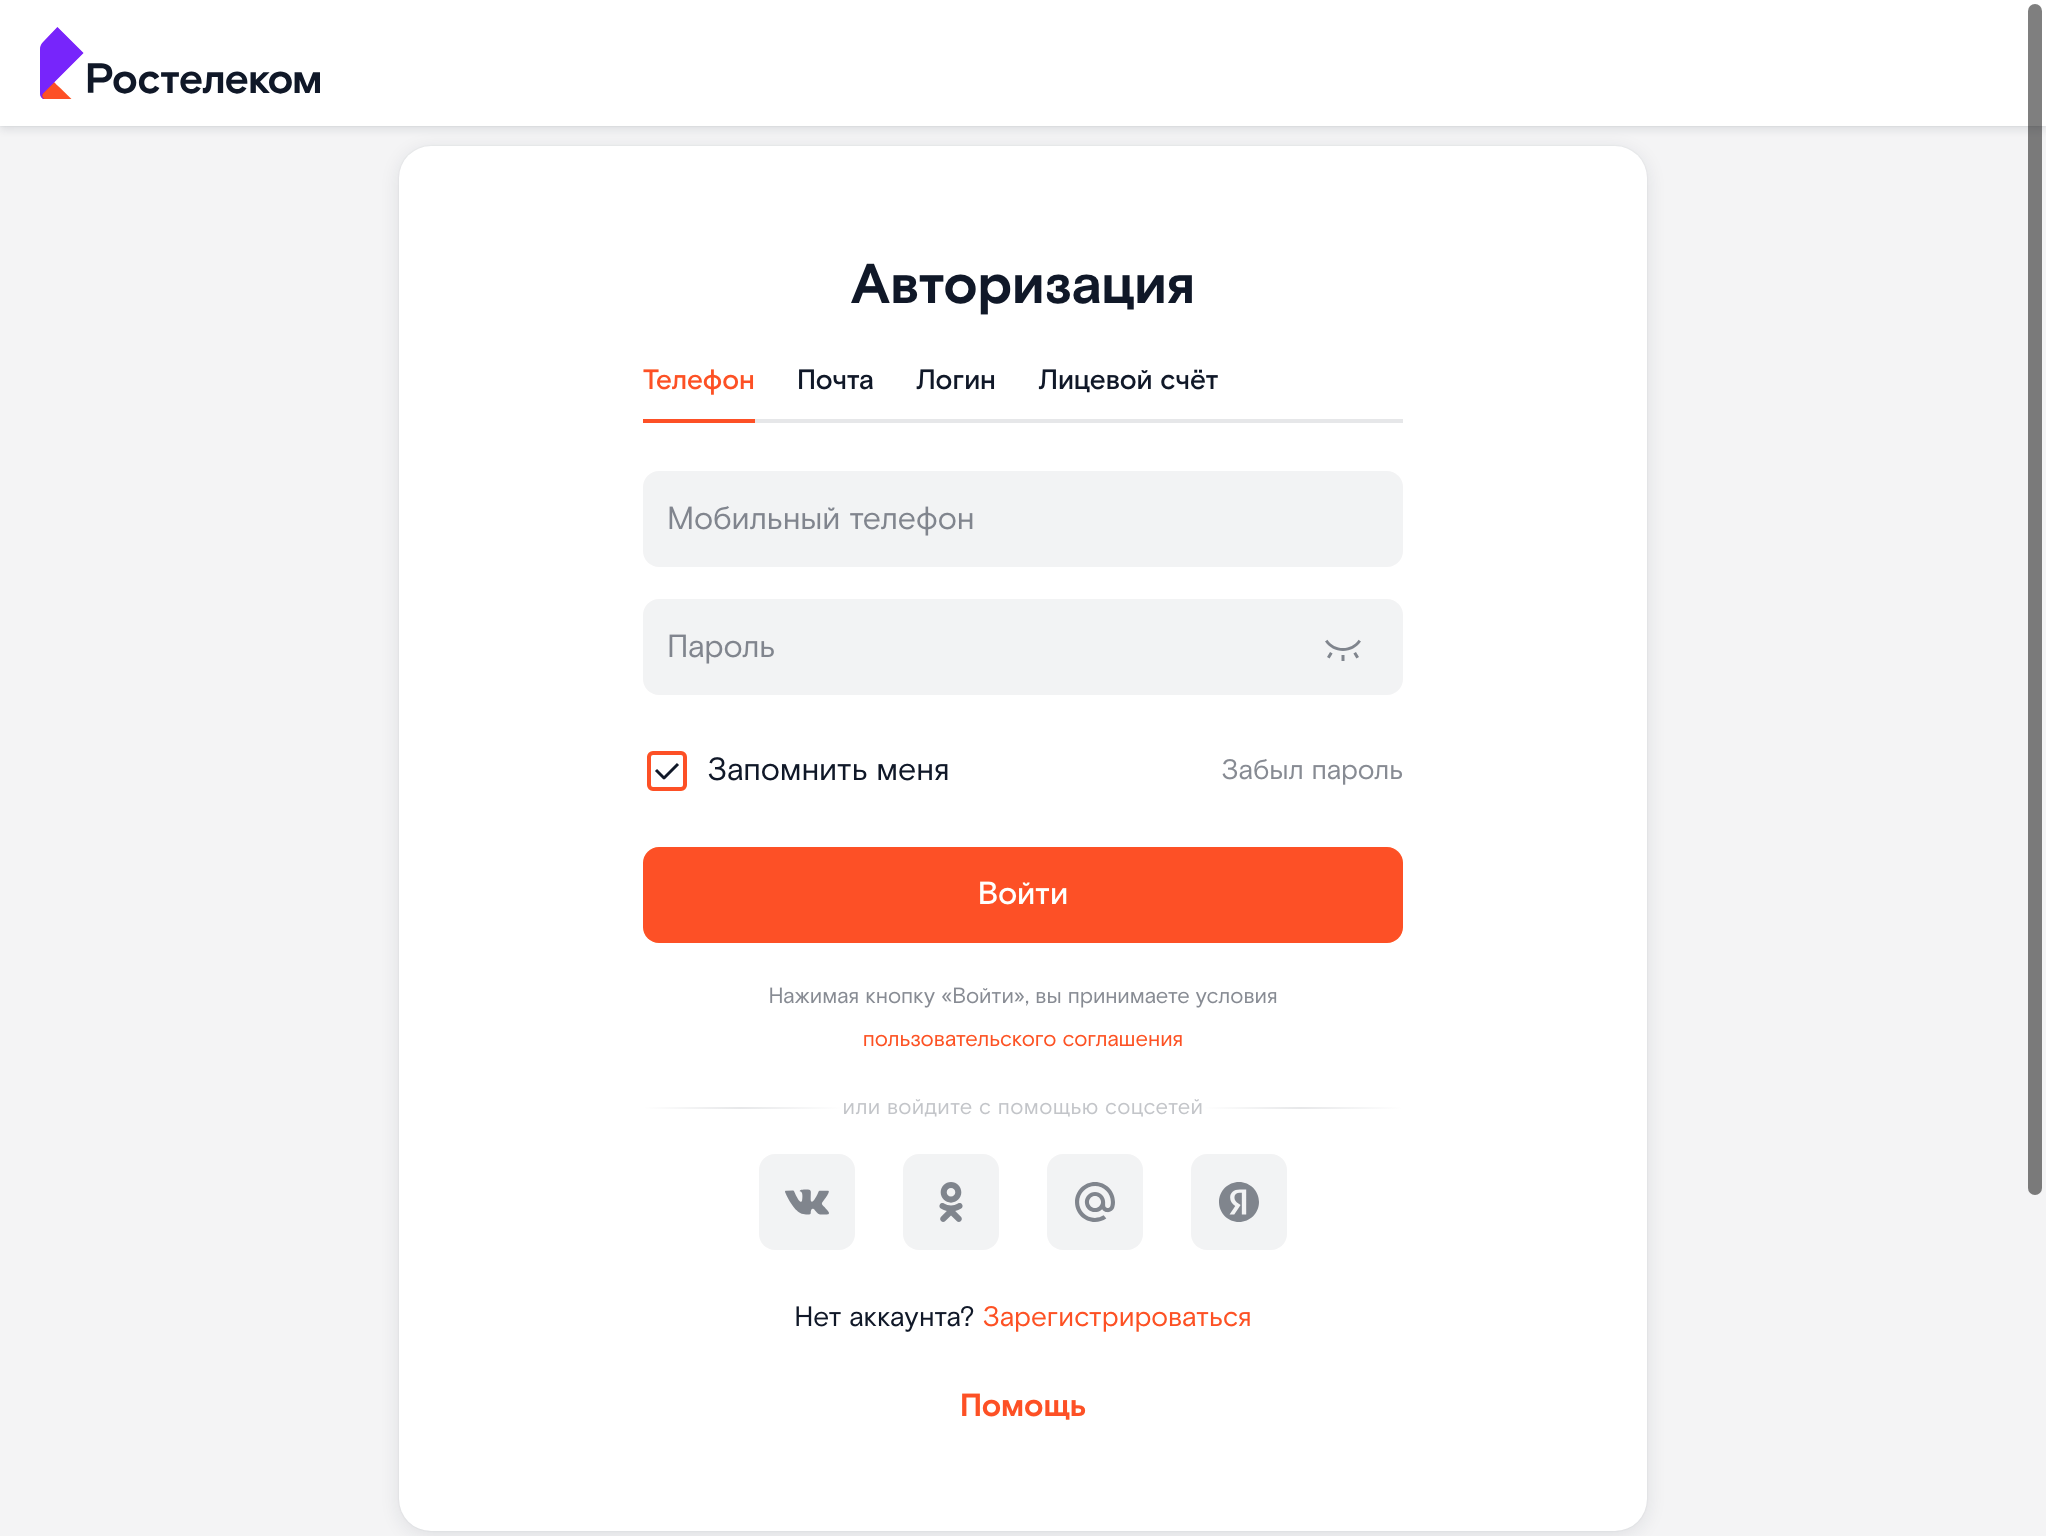 Ростелеком
Авторизация
Телефон Почта Логин Лицевой счёт
Мобильный телефон
Пароль
Запомнить меня Забыл пароль
Войти
Нажимая кнопку «Войти», вы принимаете условия
пользовательского соглашения
или войдите с помощью соцсетей
Нет аккаунта? Зарегистрироваться
Помощь